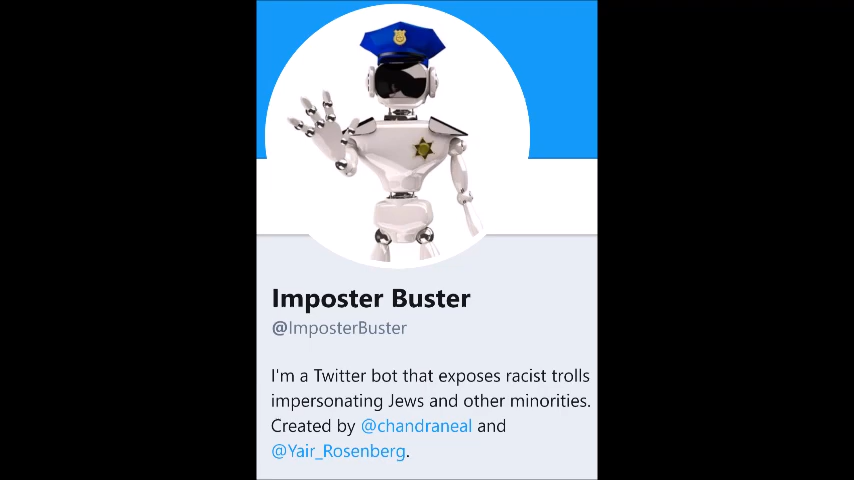 Imposter Buster
@ImposterBuster
I'm a Twitter bot that exposes racist trolls
impersonating Jews and other minorities.
Created by @chandraneal and
@Yair_Rosenberg.